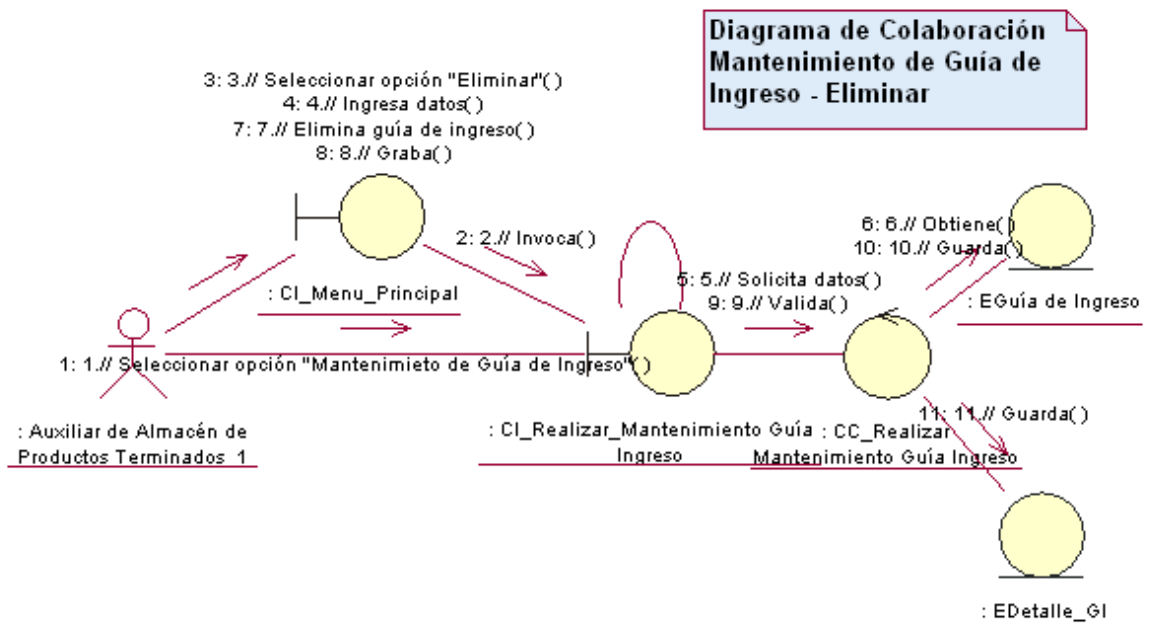 Diagrama de Colaboración
Mantenimiento de Guía de
Ingreso - Eliminar
3: 3.// Seleccionar opción "Eliminar"( )
4: 4.// Ingresa datos( )
7: 7.// Elimina guía de ingreso( )
8: 8.// Graba( )
2: 2.// Invoca( )
6: 6.// Obtiene( )
10: 10.// Guarda( )
5: 5.// Solicita datos( )
9: 9.// Valida( )
: CI_Menu_Principal
: EGuía de Ingreso
1: 1.// Seleccionar opción "Mantenimieto de Guía de Ingreso"( )
11: 11.// Guarda( )
: Auxiliar de Almacén de
Productos Terminados_1
: CI_Realizar_Mantenimiento Guía
Ingreso
: CC_Realizar
Mantenimiento Guía Ingreso
: EDetalle_GI